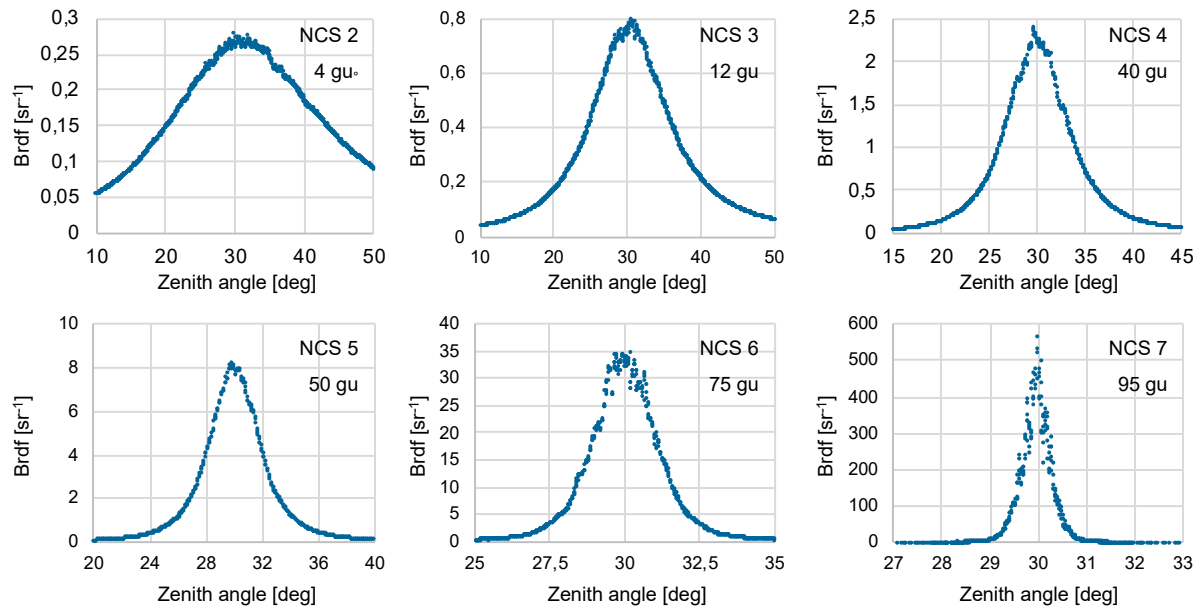 0,3
0,25
0,2
0,15
0,1
0,05
0
Brdf [sr⁻¹]
NCS 2
4 gu°
10 20 30 40 50
Zenith angle [deg]
0,8
0,6
0,4
0,2
0
Brdf [sr⁻¹]
NCS 3
12 gu
10 20 30 40 50
Zenith angle [deg]
2,5
2
1,5
1
0,5
0
Brdf [sr⁻¹]
NCS 4
40 gu
15 20 25 30 35 40 45
Zenith angle [deg]
10
8
6
4
2
0
Brdf [sr⁻¹]
NCS 5
50 gu
20 24 28 32 36 40
Zenith angle [deg]
40
35
30
25
20
15
10
5
0
Brdf [sr⁻¹]
NCS 6
75 gu
25 27,5 30 32,5 35
Zenith angle [deg]
600
500
400
300
200
100
0
Brdf [sr⁻¹]
NCS 7
95 gu
27 28 29 30 31 32 33
Zenith angle [deg]